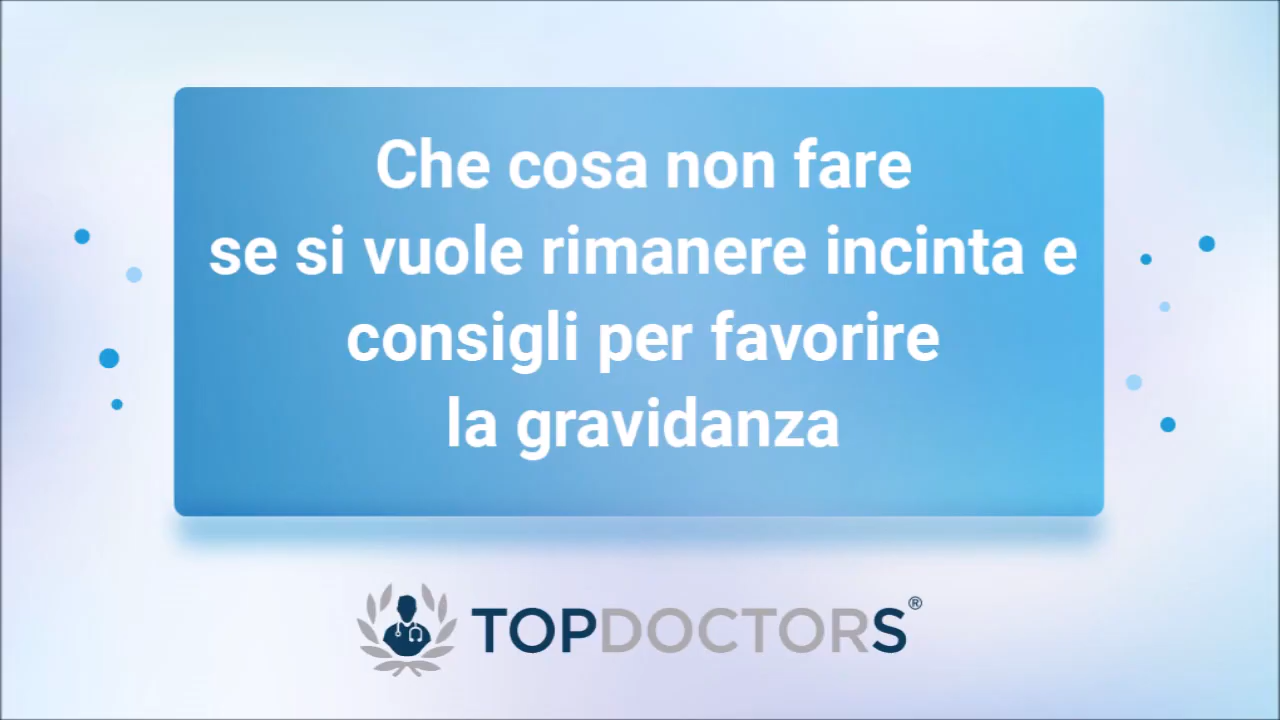 Che cosa non fare
se si vuole rimanere incinta e
consigli per favorire
la gravidanza
TOPDOCTORS®